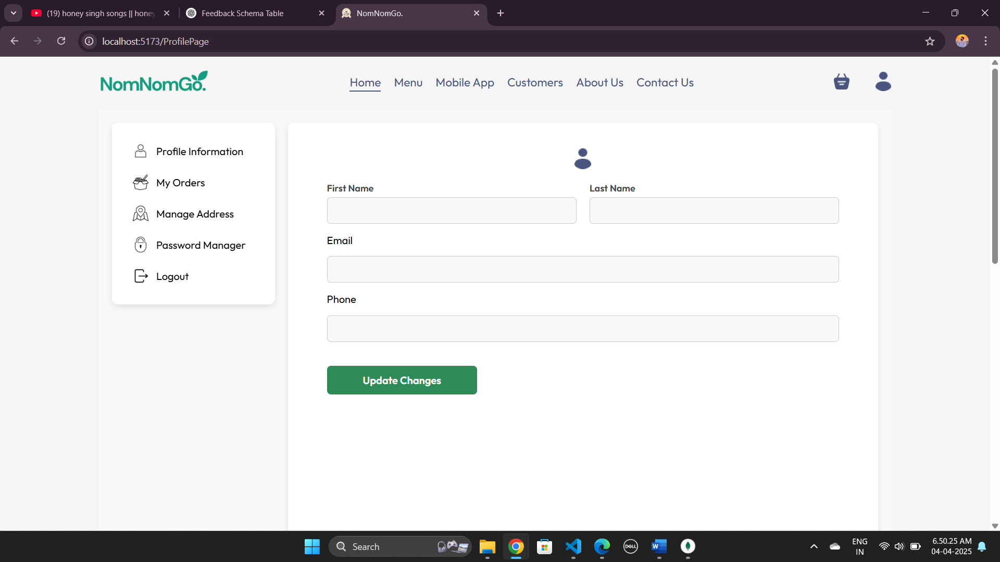 (19) honey singh songs || honey
Feedback Schema Table
NomNomGo.
localhost:5173/ProfilePage
NomNomGo.
Home
Menu
Mobile App
Customers
About Us
Contact Us
Profile Information
My Orders
Manage Address
Password Manager
Logout
First Name
Last Name
Email
Phone
Update Changes
Search
DELL
W
ENG
IN
6.50.25 AM
04-04-2025